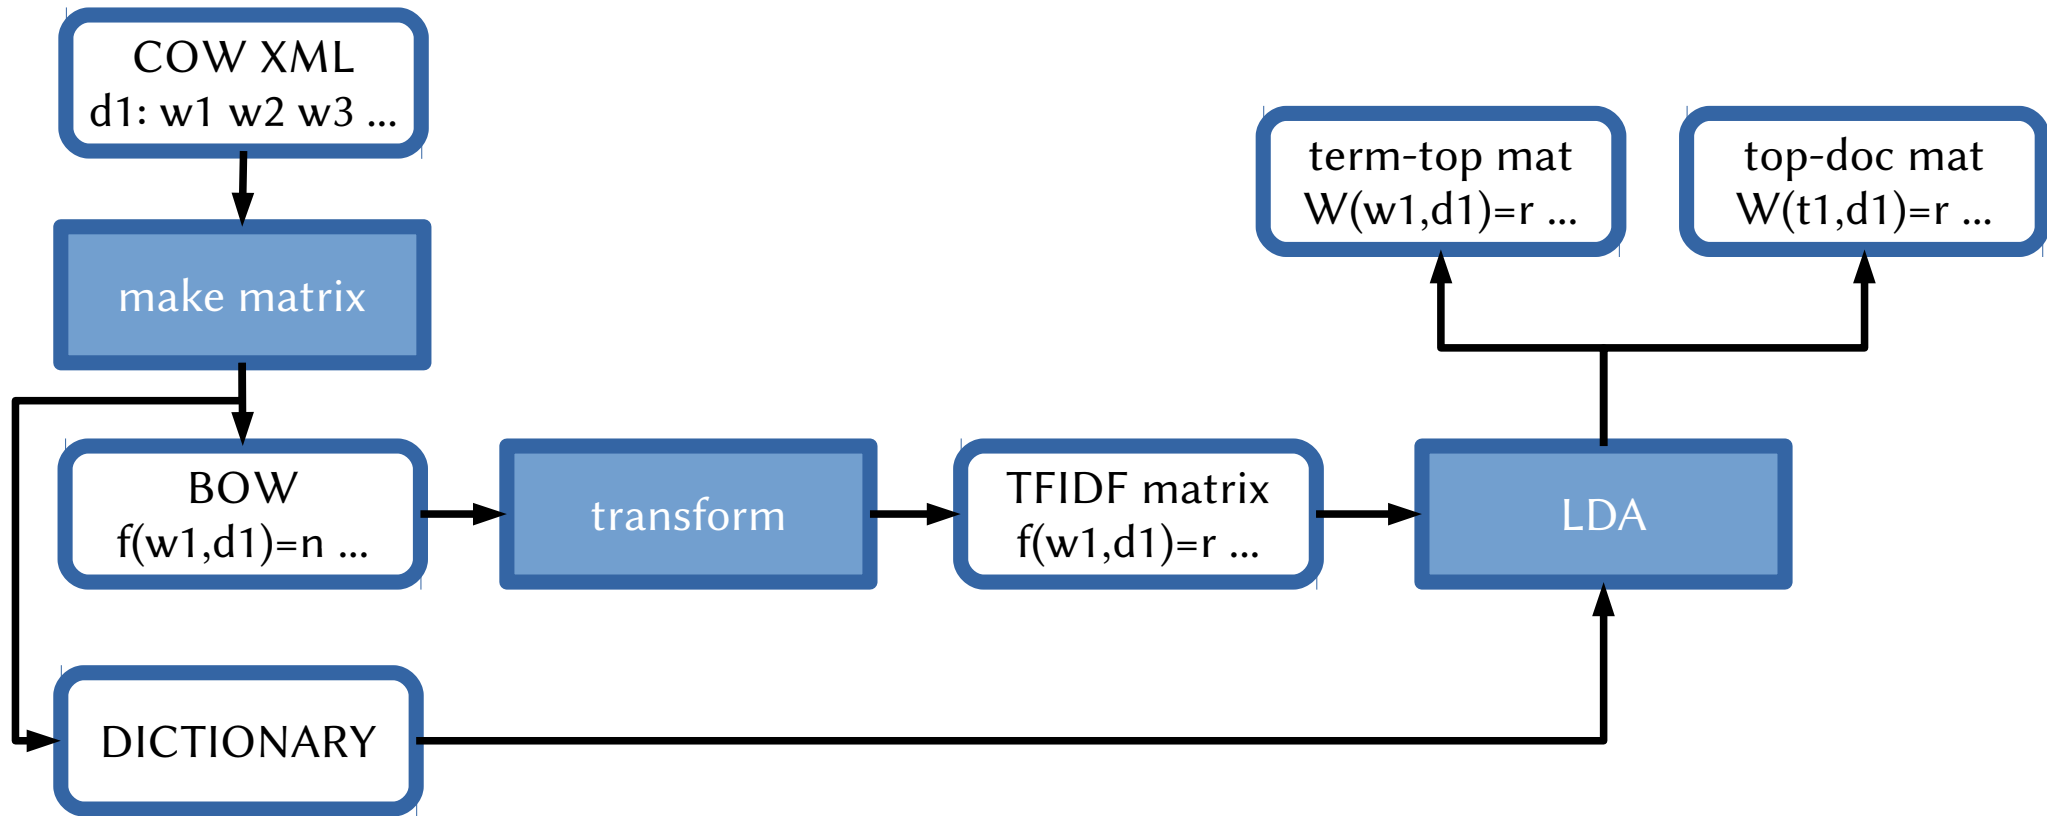 COW XML
d1: w1 w2 w3 ...
make matrix
term-top mat
W(w1,d1)=r ...
top-doc mat
W(t1,d1)=r ...
BOW
f(w1,d1)=n ...
transform
TFIDF matrix
f(w1,d1)=r ...
LDA
DICTIONARY